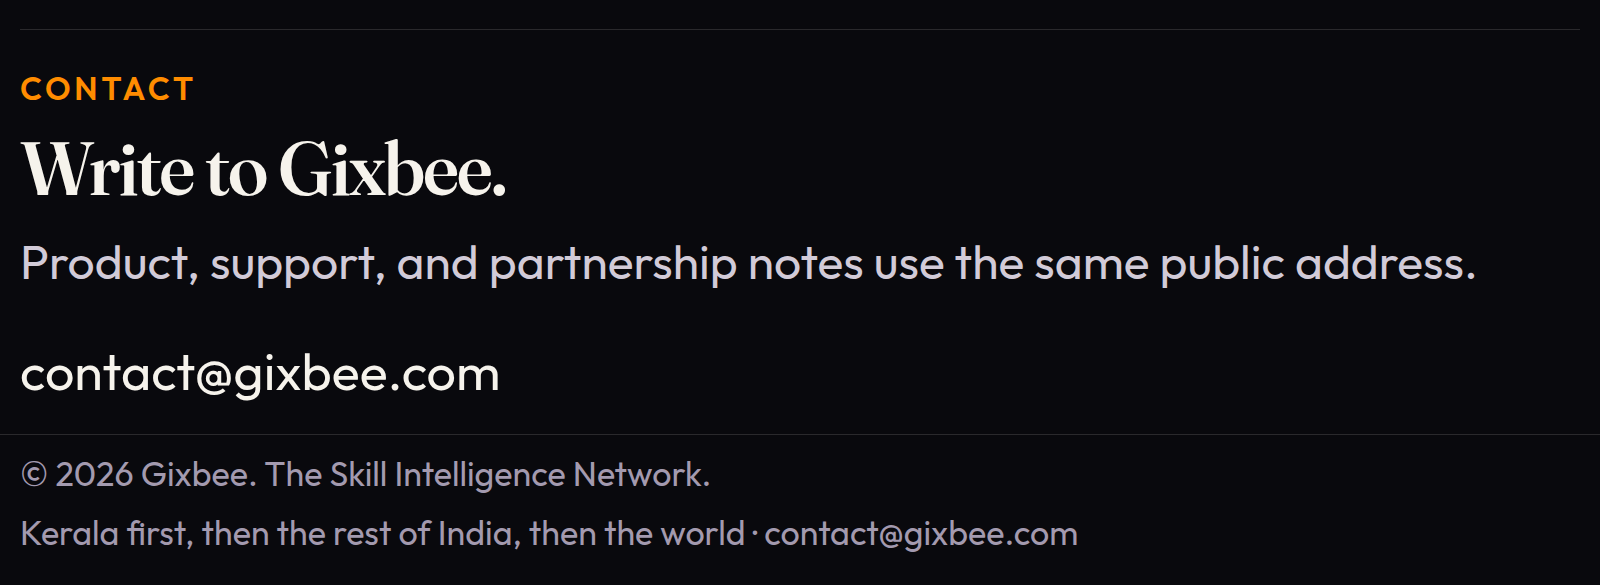 CONTACT
Write to Gixbee.
Product, support, and partnership notes use the same public address.
contact@gixbee.com
© 2026 Gixbee. The Skill Intelligence Network.
Kerala first, then the rest of India, then the world · contact@gixbee.com